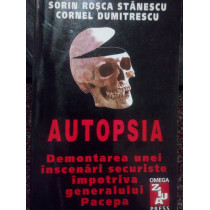 SORIN ROȘCA STĂNESCU
CORNEL DUMITRESCU
AUTOPSIA
Demontarea unei
înscenări securiste
împotriva
generalului
Pacepa
OMEGA
ZIUA
PRESS